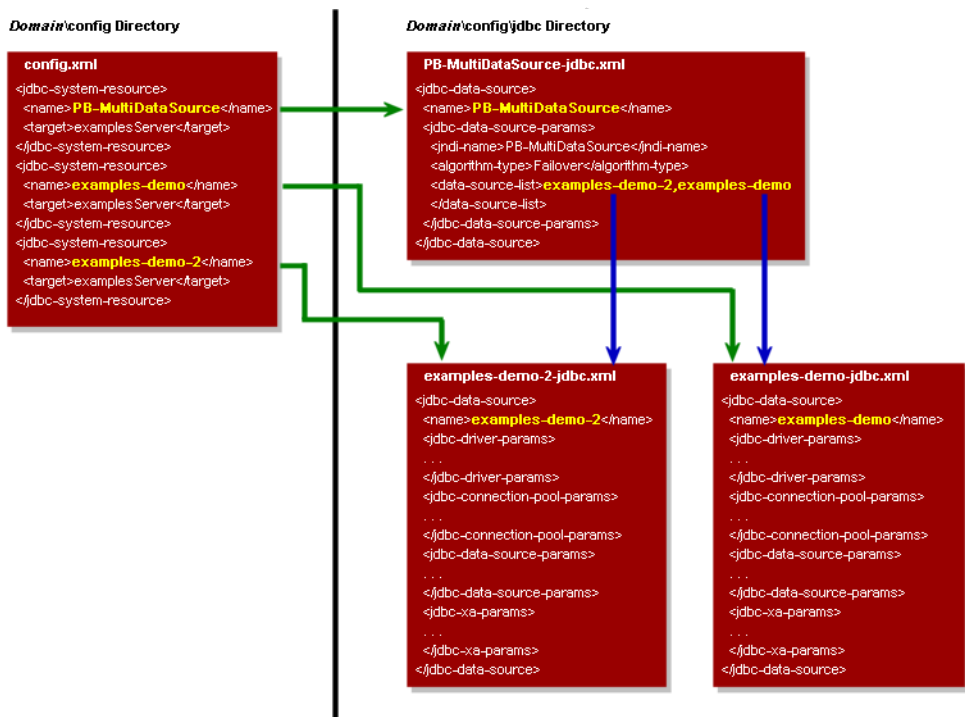 Domain\config Directory
config.xml
<jdbc-system-resource>
<name>PB-MultiDataSource</name>
<target>examplesServer</target>
</jdbc-system-resource>
<jdbc-system-resource>
<name>examples-demo</name>
<target>examplesServer</target>
</jdbc-system-resource>
<jdbc-system-resource>
<name>examples-demo-2</name>
<target>examplesServer</target>
</jdbc-system-resource>
Domain\config\jdbc Directory
PB-MultiDataSource-jdbc.xml
<jdbc-data-source>
<name>PB-MultiDataSource</name>
<jdbc-data-source-params>
<jndi-name>PB-MultiDataSource</jndi-name>
<algorithm-type>Failover</algorithm-type>
<data-source-list>examples-demo-2,examples-demo
</data-source-list>
</jdbc-data-source-params>
</jdbc-data-source>
examples-demo-2-jdbc.xml
<jdbc-data-source>
<name>examples-demo-2</name>
<jdbc-driver-params>
. . .
</jdbc-driver-params>
<jdbc-connection-pool-params>
. . .
</jdbc-connection-pool-params>
<jdbc-data-source-params>
. . .
</jdbc-data-source-params>
<jdbc-xa-params>
. . .
</jdbc-xa-params>
</jdbc-data-source>
examples-demo-jdbc.xml
<jdbc-data-source>
<name>examples-demo</name>
<jdbc-driver-params>
. . .
</jdbc-driver-params>
<jdbc-connection-pool-params>
. . .
</jdbc-connection-pool-params>
<jdbc-data-source-params>
. . .
</jdbc-data-source-params>
<jdbc-xa-params>
. . .
</jdbc-xa-params>
</jdbc-data-source>